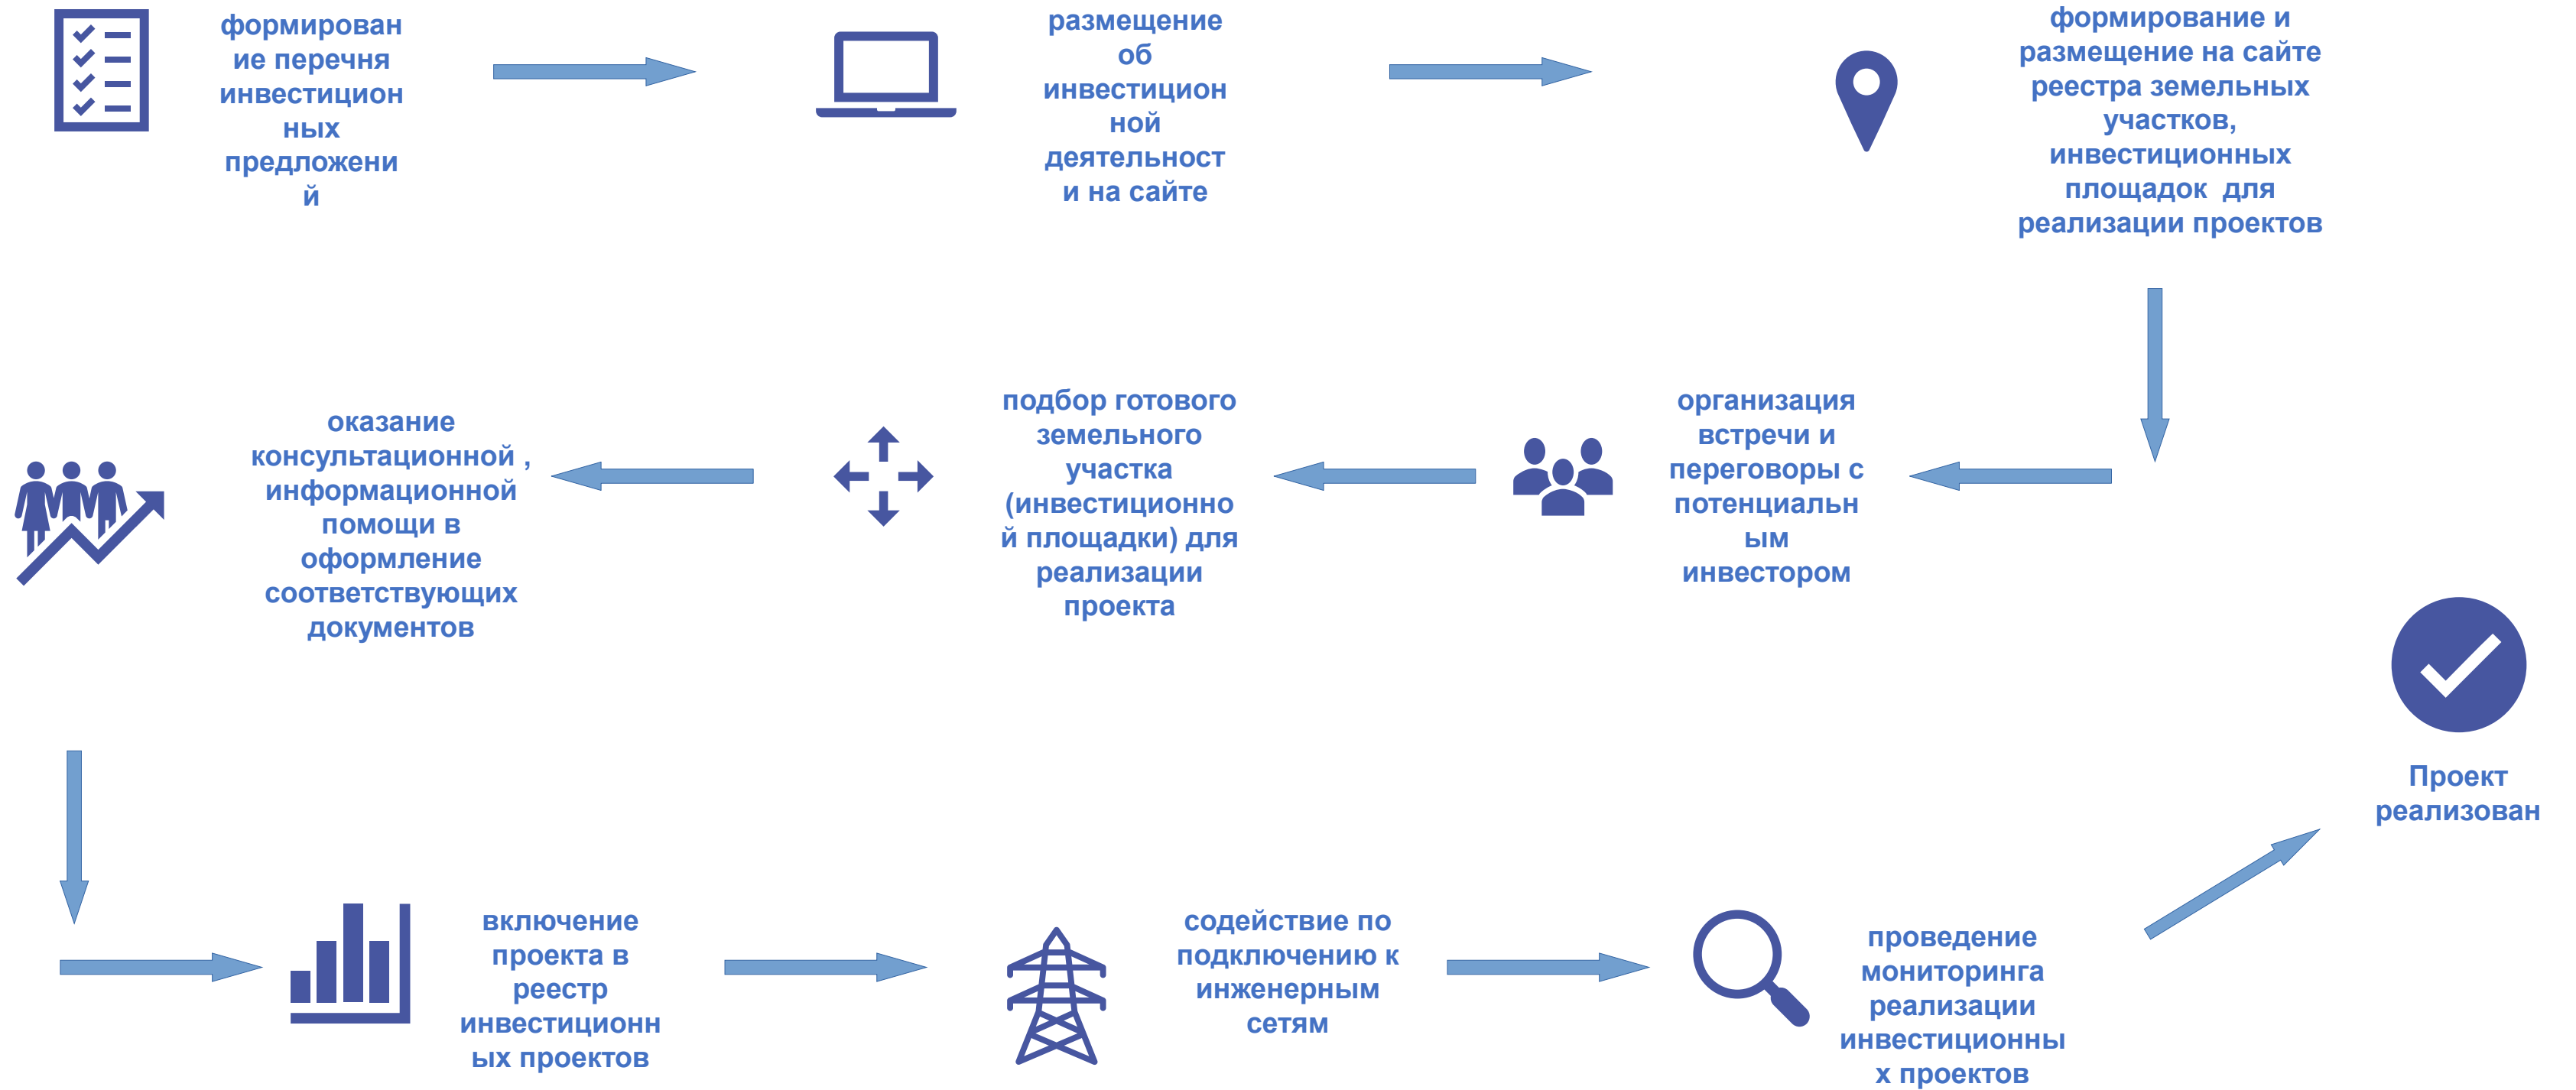 формирован
ие перечня
инвестицион
ных
предложени
й
размещение
об
инвестицион
ной
деятельност
и на сайте
формирование и
размещение на сайте
реестра земельных
участков,
инвестиционных
площадок  для
реализации проектов
организация
встречи и
переговоры с
потенциальн
ым
инвестором
подбор готового
земельного
участка
(инвестиционно
й площадки) для
реализации
проекта
оказание
консультационной ,
информационной
помощи в
оформление
соответствующих
документов
включение
проекта в
реестр
инвестиционн
ых проектов
содействие по
подключению к
инженерным
сетям
проведение
мониторинга
реализации
инвестиционны
х проектов
Проект
реализован